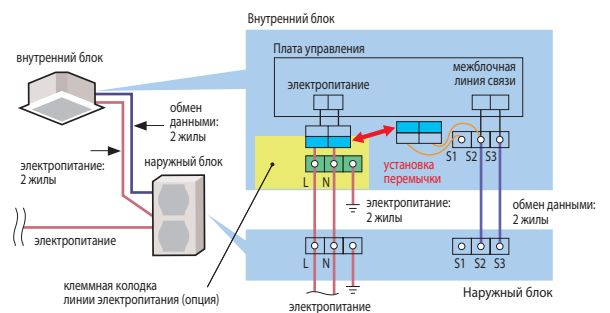 Внутренний блок
Плата управления
внутренний блок
электропитание
межблочная
линия связи
обмен
данными:
2 жилы
электропитание:
2 жилы
наружный блок
S1 S2 S3
L N
установка
перемычки
электропитание:
2 жилы
обмен данными:
2 жилы
электропитание
L N
S1 S2 S3
клеммная колодка
линии электропитания (опция)
Наружный блок
электропитание